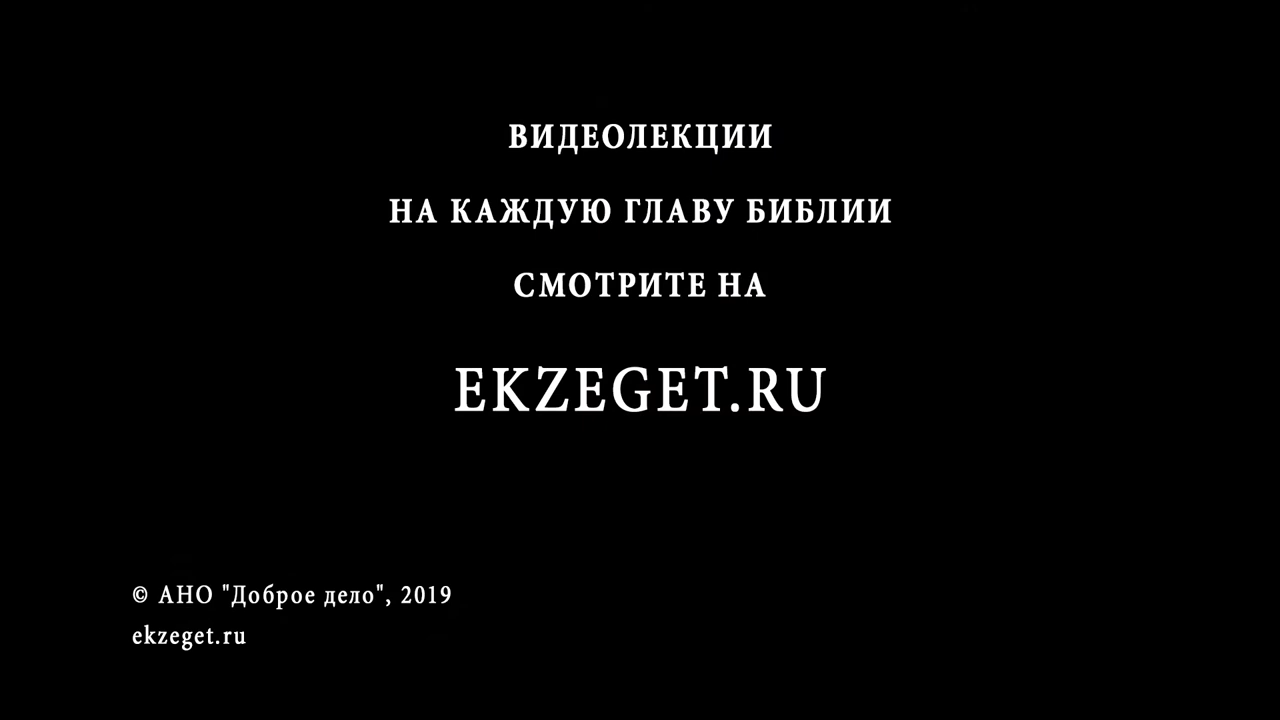 ВИДЕОЛЕКЦИИ
НА КАЖДУЮ ГЛАВУ БИБЛИИ
СМОТРИТЕ НА
EKZEGET.RU
© АНО "Доброе дело", 2019
ekzeget.ru